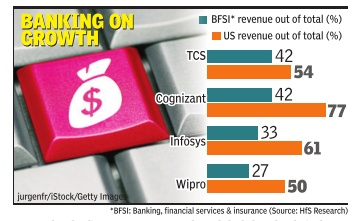 BANKING ON
GROWTH
BFSI* revenue out of total (%)
US revenue out of total (%)
TCS
42
54
Cognizant
42
77
Infosys
33
61
Wipro
27
50
$
jurgenfr/iStock/Getty Images
*BFSI: Banking, financial services & insurance (Source: HfS Research)